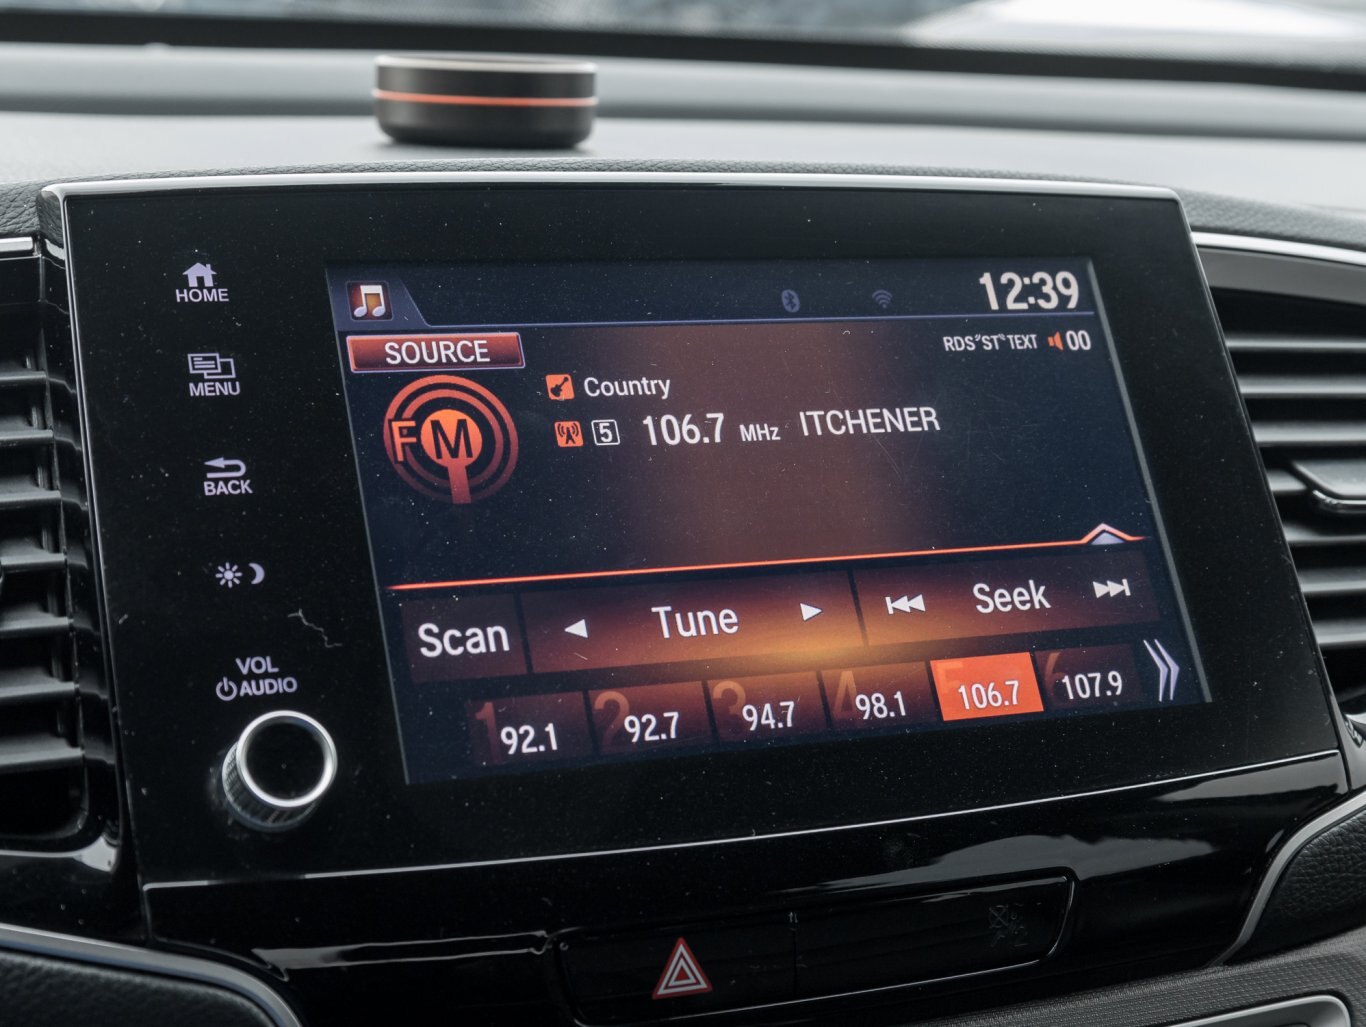 HOME
MENU
BACK
VOL
AUDIO
12:39
SOURCE
RDS ST TEXT 00
FM
Country
5 106.7 MHz ITCHENER
Scan Tune Seek
1 92.1 2 92.7 3 94.7 4 98.1 5 106.7 6 107.9